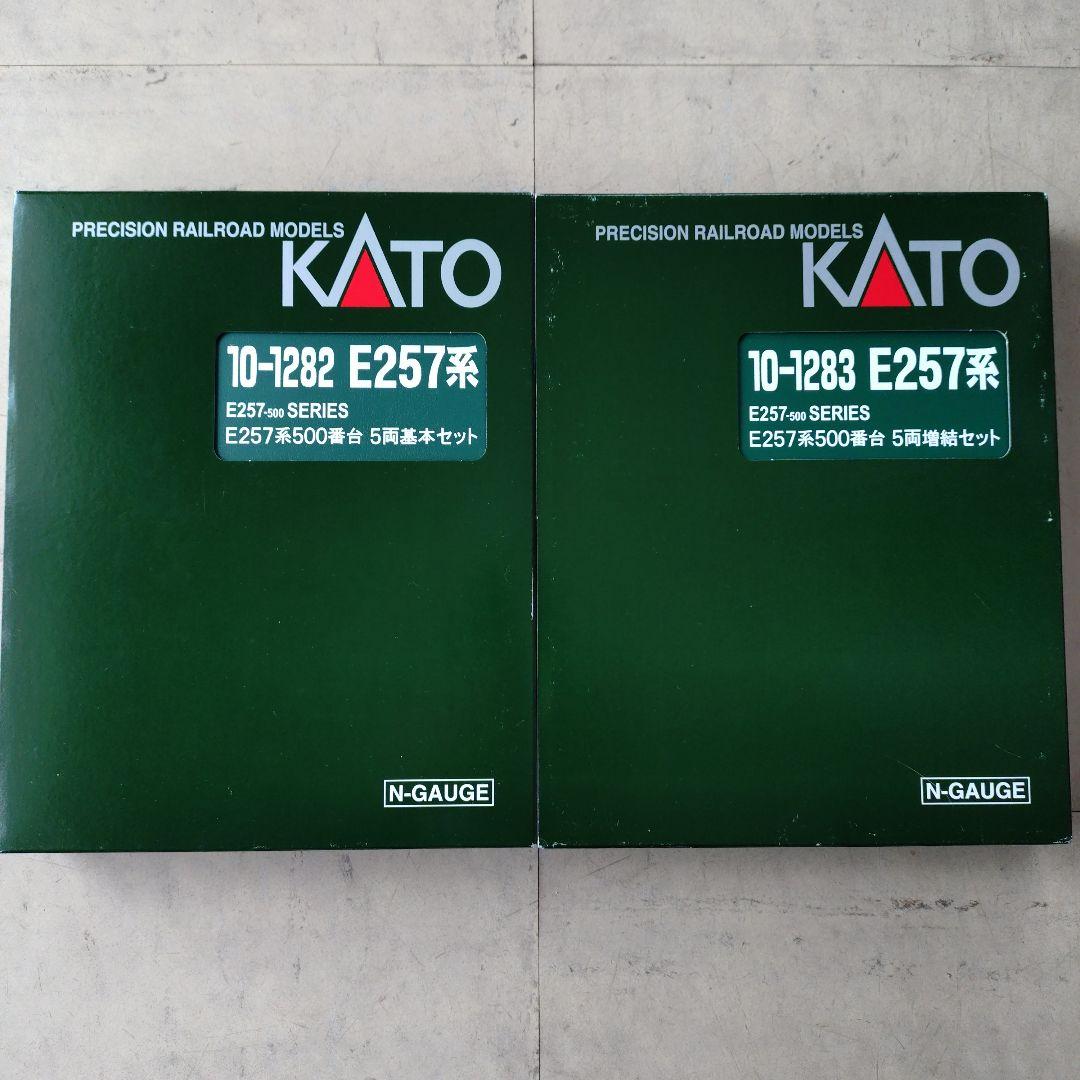 PRECISION RAILROAD MODELS
KATO
10-1282 E257系
E257-500 SERIES
E257系500番台 5両基本セット
N-GAUGE
PRECISION RAILROAD MODELS
KATO
10-1283 E257系
E257-500 SERIES
E257系500番台 5両増結セット
N-GAUGE